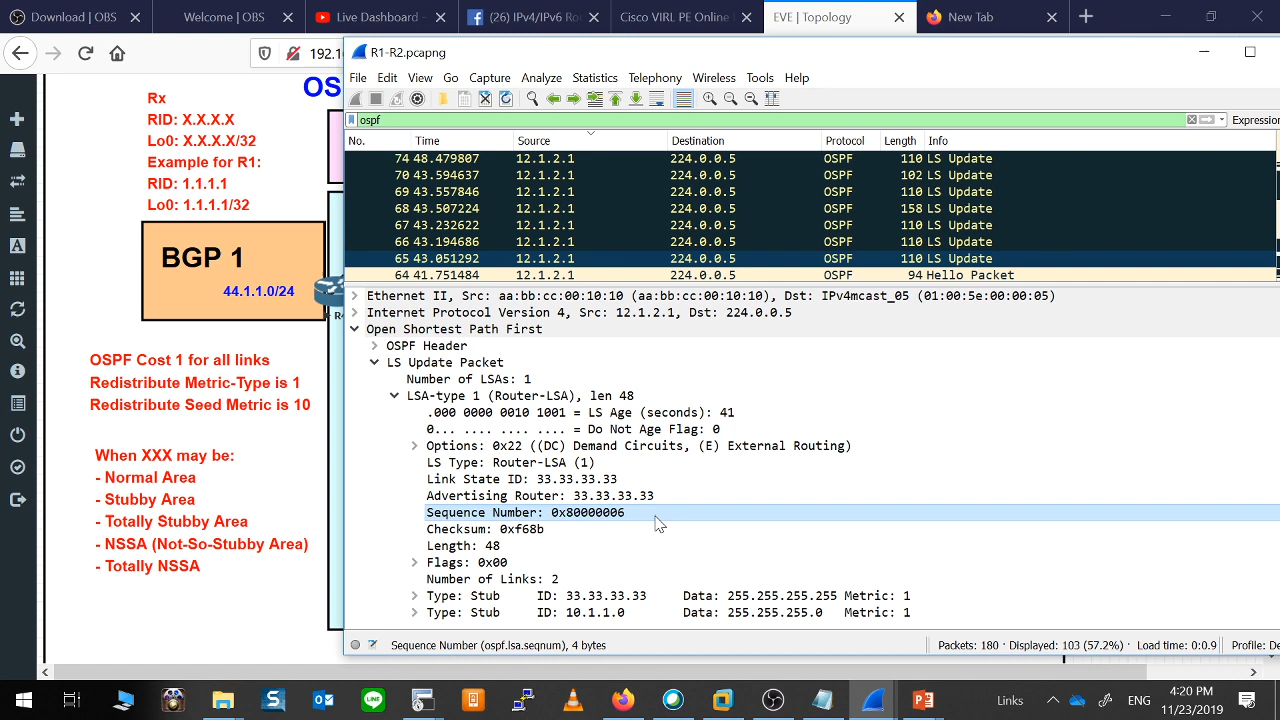 Download | OBS
Welcome | OBS
Live Dashboard -
(3) IPv4/IPv6 Ro
Cisco VIRL PE Online
EVE | Topology
New Tab
192.1
R1-R2.pcapng
File Edit View Go Capture Analyze Statistics Telephony Wireless Tools Help
ospf
Expression
No. Time Source Destination Protocol Length Info
74 48.479807 12.1.2.1 224.0.0.5 OSPF 110 LS Update
70 43.594637 12.1.2.1 224.0.0.5 OSPF 102 LS Update
69 43.557846 12.1.2.1 224.0.0.5 OSPF 110 LS Update
68 43.507224 12.1.2.1 224.0.0.5 OSPF 158 LS Update
67 43.232622 12.1.2.1 224.0.0.5 OSPF 110 LS Update
66 43.194686 12.1.2.1 224.0.0.5 OSPF 110 LS Update
65 43.051292 12.1.2.1 224.0.0.5 OSPF 110 LS Update
64 41.751484 12.1.2.1 224.0.0.5 OSPF 94 Hello Packet
Ethernet II, Src: aa:bb:cc:00:10:10 (aa:bb:cc:00:10:10), Dst: IPv4mcast_05 (01:00:5e:00:00:05)
Internet Protocol Version 4, Src: 12.1.2.1, Dst: 224.0.0.5
Open Shortest Path First
OSPF Header
LS Update Packet
Number of LSAs: 1
LSA-type 1 (Router-LSA), len 48
.000 0000 0010 1001 = LS Age (seconds): 41
0... .... .... .... = Do Not Age Flag: 0
Options: 0x22 ((DC) Demand Circuits, (E) External Routing)
LS Type: Router-LSA (1)
Link State ID: 33.33.33.33
Advertising Router: 33.33.33.33
Sequence Number: 0x80000006
Checksum: 0xf68b
Length: 48
Flags: 0x00
Number of Links: 2
Type: Stub ID: 33.33.33.33 Data: 255.255.255.255 Metric: 1
Type: Stub ID: 10.1.1.0 Data: 255.255.255.0 Metric: 1
Sequence Number (ospf.lsa.seqnum), 4 bytes
Packets: 180 · Displayed: 103 (57.2%) · Load time: 0:0.9
Profile: De
OS
Rx
RID: X.X.X.X
Lo0: X.X.X.X/32
Example for R1:
RID: 1.1.1.1
Lo0: 1.1.1.1/32
BGP 1
44.1.1.0/24
R4
OSPF Cost 1 for all links
Redistribute Metric-Type is 1
Redistribute Seed Metric is 10
When XXX may be:
- Normal Area
- Stubby Area
- Totally Stubby Area
- NSSA (Not-So-Stubby Area)
- Totally NSSA
Links
ENG
4:20 PM
11/23/2019